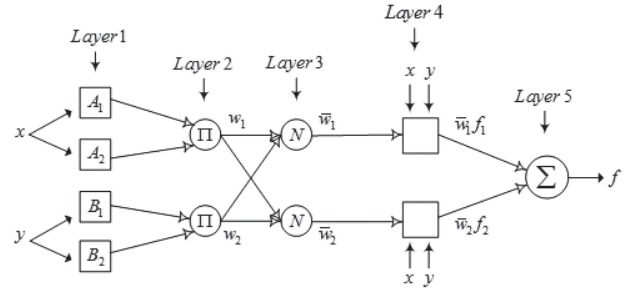 Layer 1
Layer 2
Layer 3
Layer 4
Layer 5
x
A₁
A₂
y
B₁
B₂
Π
Π
w₁
w₂
N
N
w̅₁
w̅₂
x y
x y
w̅₁f₁
w̅₂f₂
Σ
f